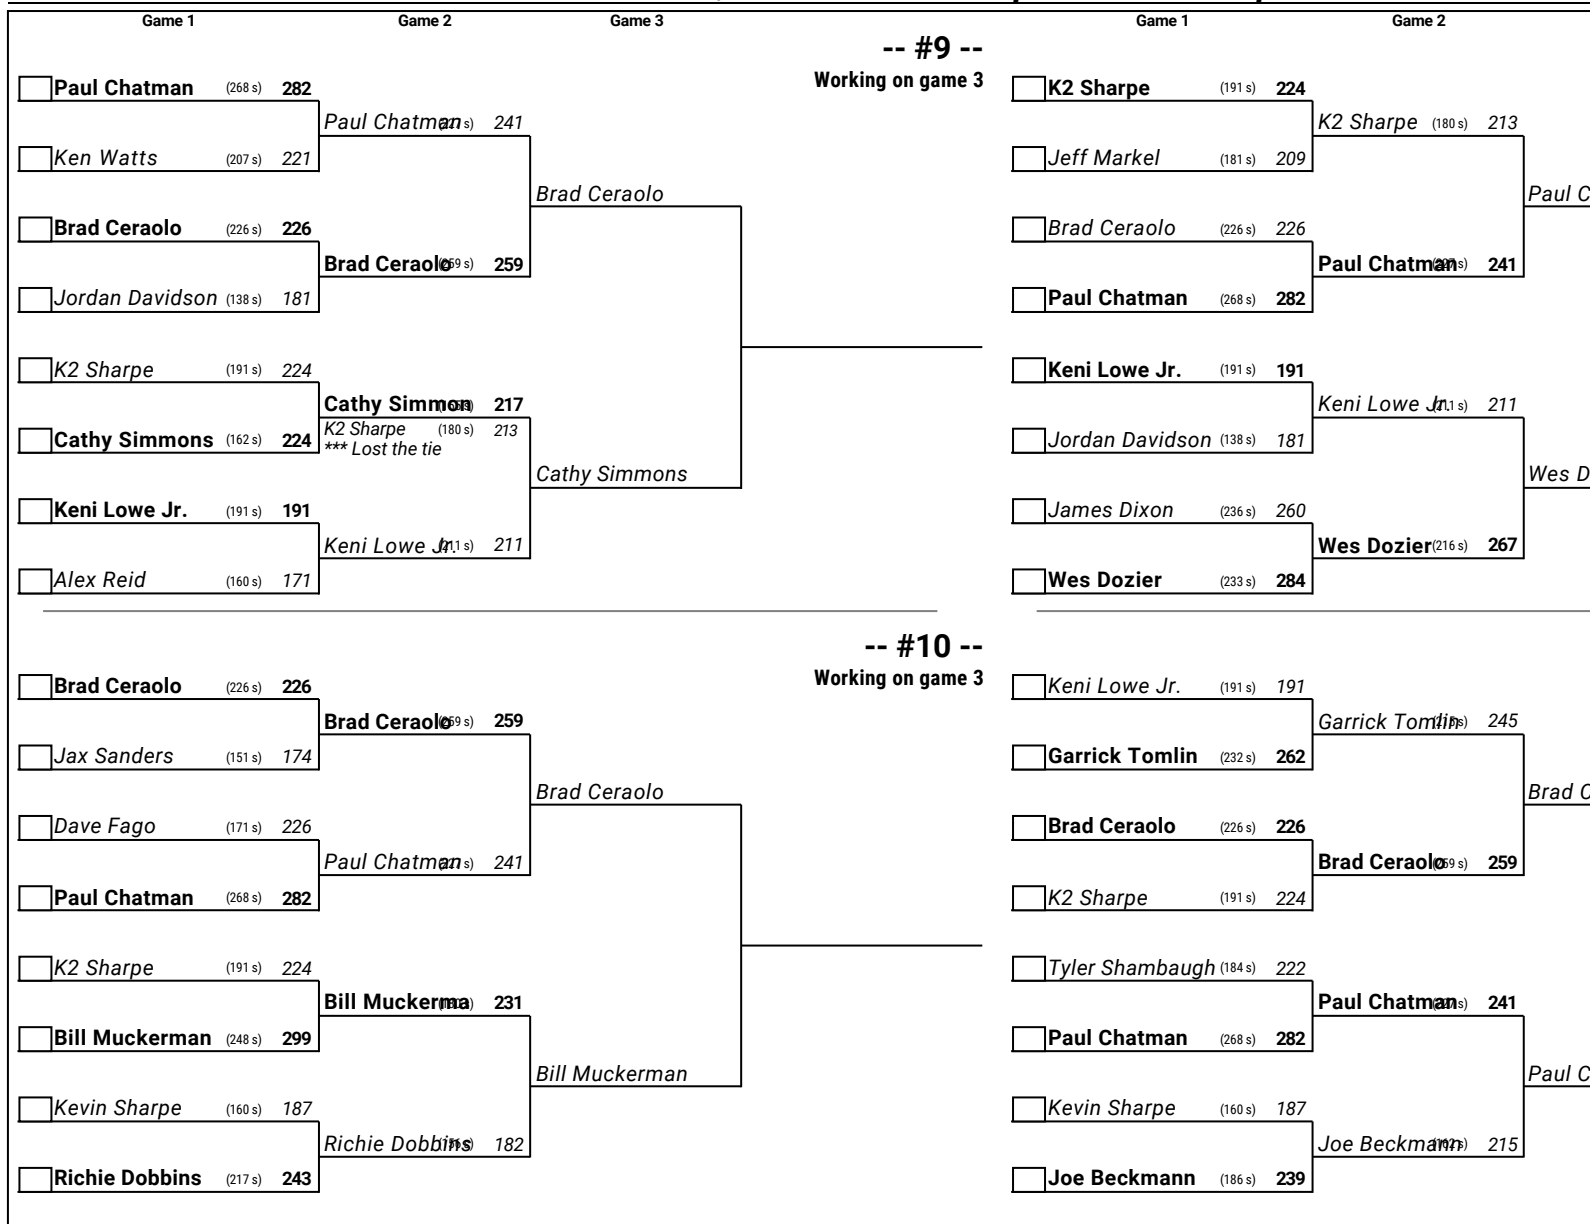 Game 1 Game 2 Game 3 Game 1 Game 2
-- #9 --
Working on game 3
Paul Chatman (268 s) 282
Paul Chatman 241
Ken Watts (207 s) 221
Brad Ceraolo
Brad Ceraolo (226 s) 226
Brad Ceraolo (259 s) 259
Jordan Davidson (138 s) 181
K2 Sharpe (191 s) 224
Cathy Simmon 217
K2 Sharpe (180 s) 213
*** Lost the tie
Cathy Simmons (162 s) 224
Cathy Simmons
Keni Lowe Jr. (191 s) 191
Keni Lowe Jr. (211 s) 211
Alex Reid (160 s) 171
K2 Sharpe (191 s) 224
K2 Sharpe (180 s) 213
Jeff Markel (181 s) 209
Paul C
Brad Ceraolo (226 s) 226
Paul Chatman 241
Paul Chatman (268 s) 282
Keni Lowe Jr. (191 s) 191
Keni Lowe Jr. (211 s) 211
Jordan Davidson (138 s) 181
Wes D
James Dixon (236 s) 260
Wes Dozier (216 s) 267
Wes Dozier (233 s) 284
-- #10 --
Working on game 3
Brad Ceraolo (226 s) 226
Brad Ceraolo (259 s) 259
Jax Sanders (151 s) 174
Brad Ceraolo
Dave Fago (171 s) 226
Paul Chatman 241
Paul Chatman (268 s) 282
K2 Sharpe (191 s) 224
Bill Muckerma 231
Bill Muckerman (248 s) 299
Bill Muckerman
Kevin Sharpe (160 s) 187
Richie Dobbins 182
Richie Dobbins (217 s) 243
Keni Lowe Jr. (191 s) 191
Garrick Tomlin 245
Garrick Tomlin (232 s) 262
Brad C
Brad Ceraolo (226 s) 226
Brad Ceraolo (259 s) 259
K2 Sharpe (191 s) 224
Tyler Shambaugh (184 s) 222
Paul Chatman 241
Paul Chatman (268 s) 282
Paul C
Kevin Sharpe (160 s) 187
Joe Beckmann 215
Joe Beckmann (186 s) 239